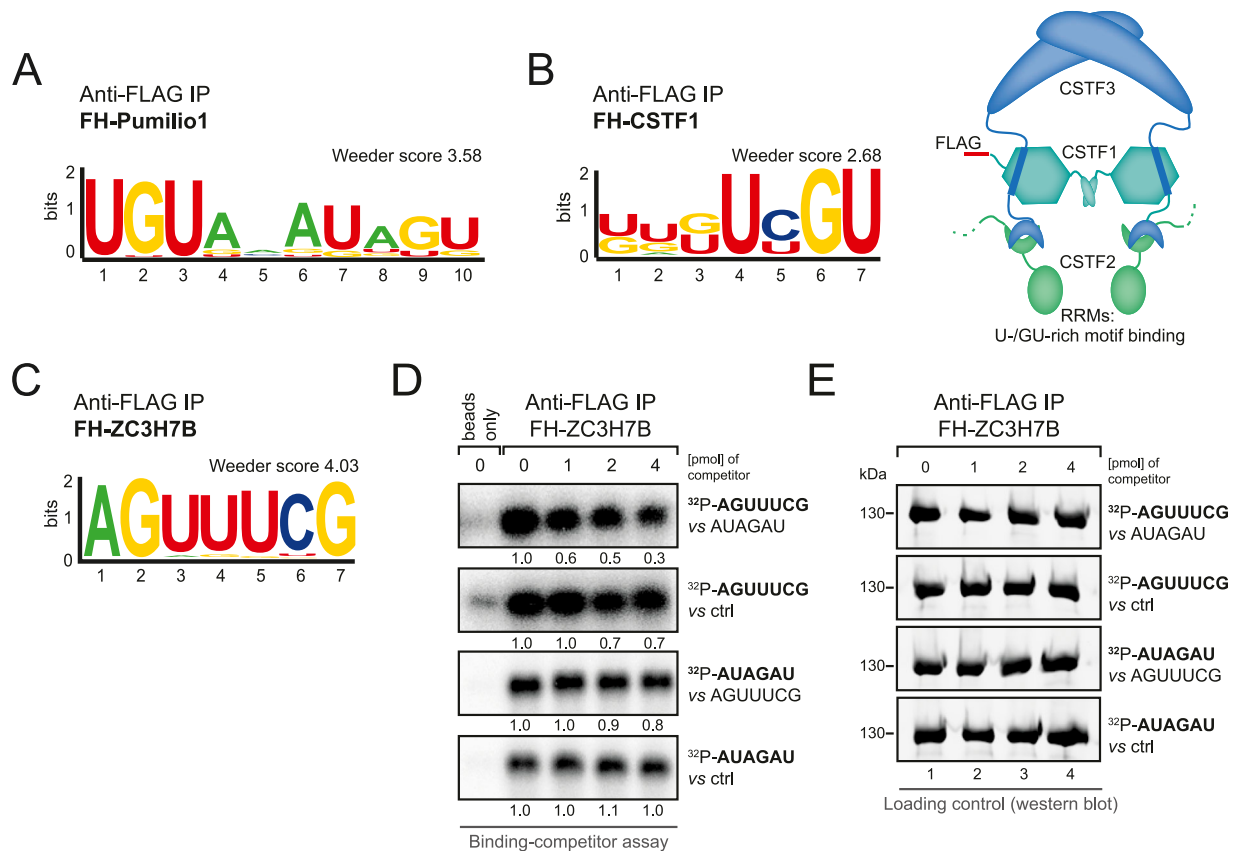 A
Anti-FLAG IP
FH-Pumilio1
Weeder score 3.58
2
1
0
bits
UGUA AUAGU
1 2 3 4 5 6 7 8 9 10
B
Anti-FLAG IP
FH-CSTF1
Weeder score 2.68
2
1
0
bits
UUGUCGU
GGU U
1 2 3 4 5 6 7
CSTF3
FLAG
CSTF1
CSTF2
RRMs:
U-/GU-rich motif binding
C
Anti-FLAG IP
FH-ZC3H7B
Weeder score 4.03
2
1
0
bits
AGUUUCG
1 2 3 4 5 6 7
D
beads
only
Anti-FLAG IP
FH-ZC3H7B
0 0 1 2 4
[pmol] of
competitor
32P-AGUUUCG
vs AUAGAU
1.0 0.6 0.5 0.3
32P-AGUUUCG
vs ctrl
1.0 1.0 0.7 0.7
32P-AUAGAU
vs AGUUUCG
1.0 1.0 0.9 0.8
32P-AUAGAU
vs ctrl
1.0 1.0 1.1 1.0
Binding-competitor assay
E
Anti-FLAG IP
FH-ZC3H7B
kDa
0 1 2 4
[pmol] of
competitor
130
32P-AGUUUCG
vs AUAGAU
130
32P-AGUUUCG
vs ctrl
130
32P-AUAGAU
vs AGUUUCG
130
32P-AUAGAU
vs ctrl
1 2 3 4
Loading control (western blot)